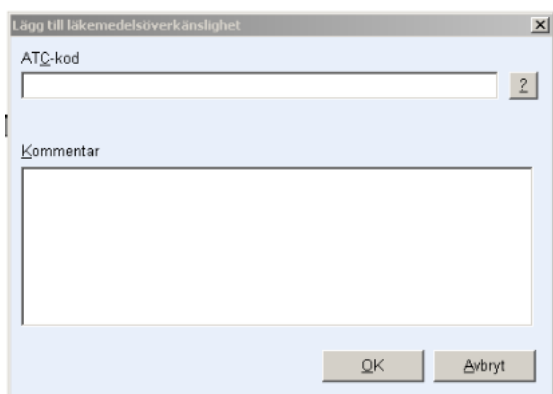 Lägg till läkemedelsöverkänslighet
ATC-kod
?
Kommentar
OK
Avbryt